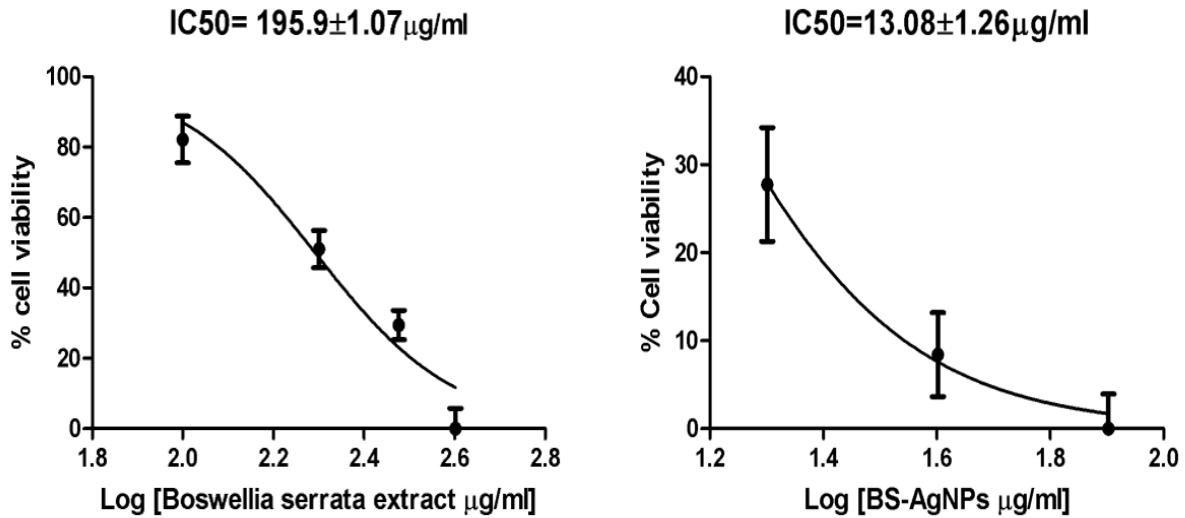 IC50= 195.9±1.07μg/ml
100
80
60
40
20
0
% cell viability
1.8 2.0 2.2 2.4 2.6 2.8
Log [Boswellia serrata extract μg/ml]
IC50=13.08±1.26μg/ml
40
30
20
10
0
% Cell viability
1.2 1.4 1.6 1.8 2.0
Log [BS-AgNPs μg/ml]